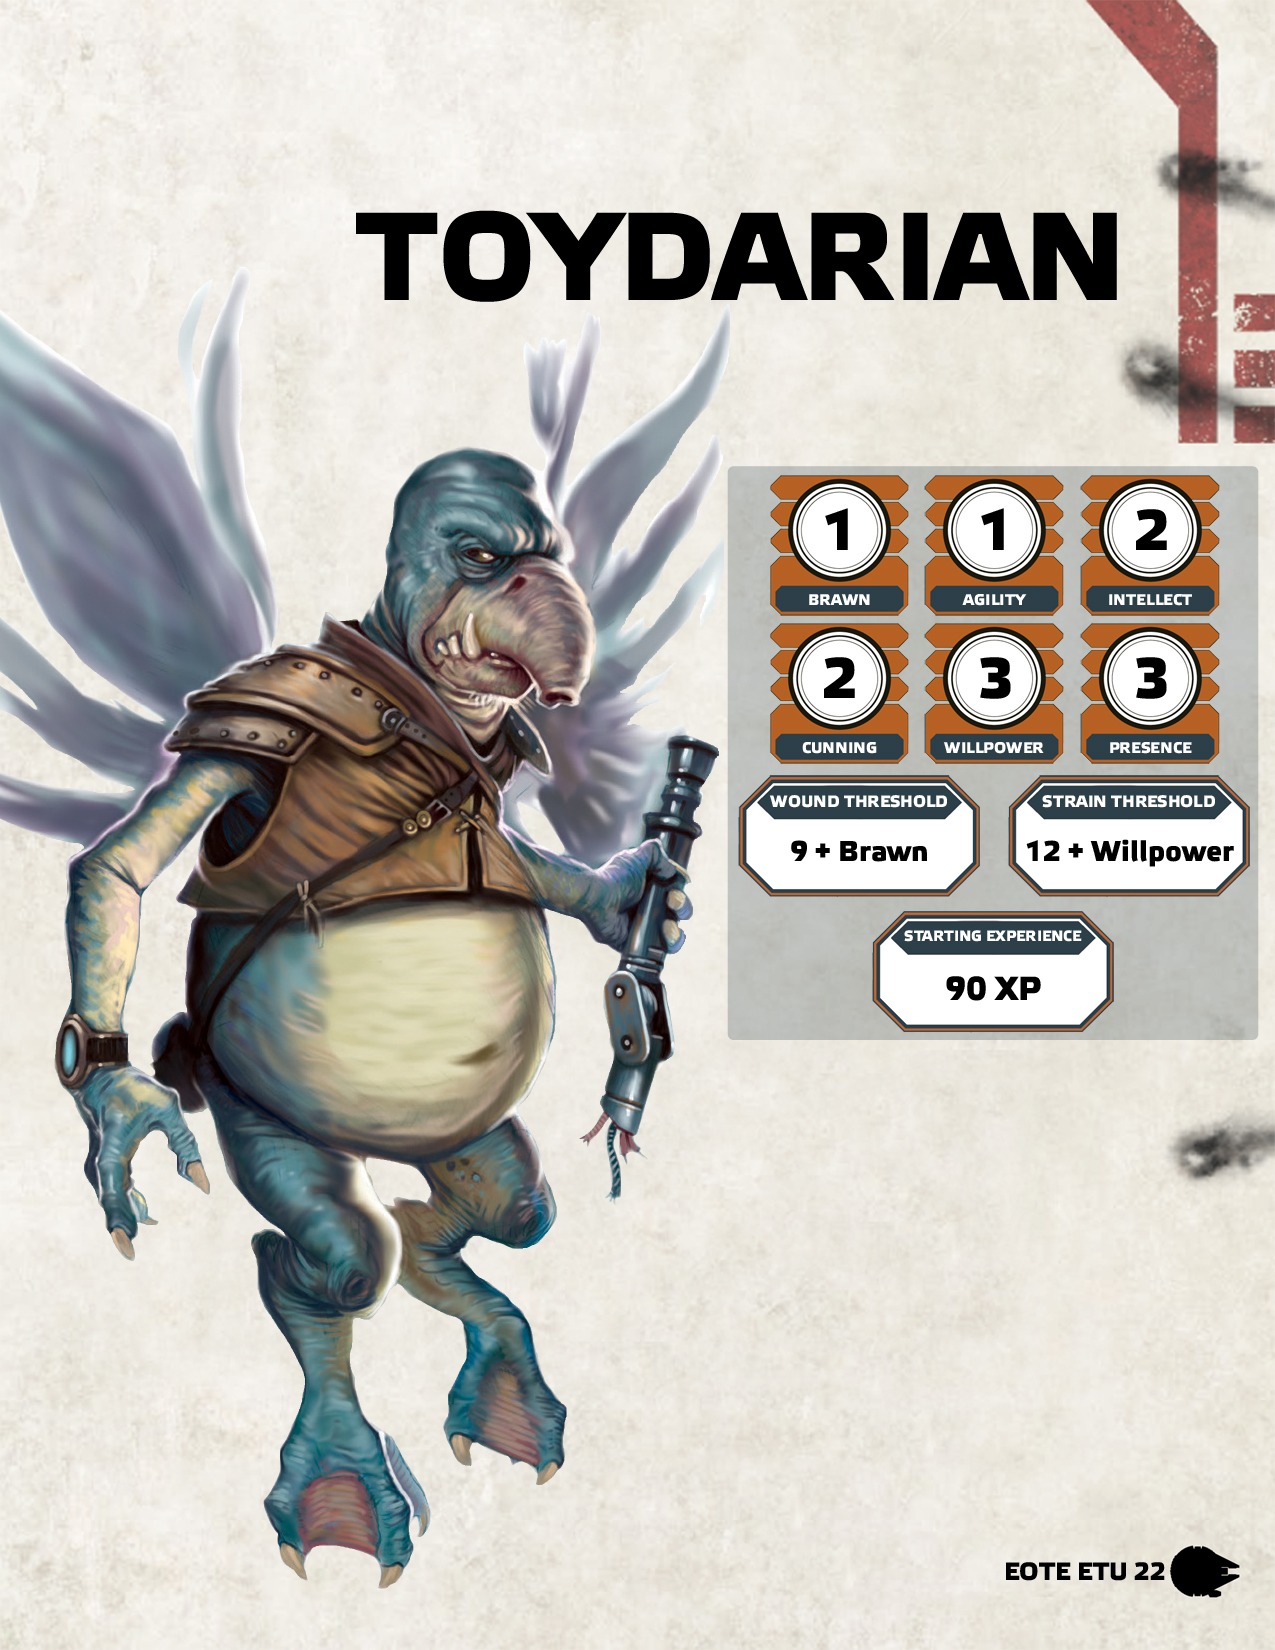 TOYDARIAN
1 1 2
BRAWN AGILITY INTELLECT
2 3 3
CUNNING WILLPOWER PRESENCE
WOUND THRESHOLD STRAIN THRESHOLD
9 + Brawn 12 + Willpower
STARTING EXPERIENCE
90 XP
EOTE ETU 22